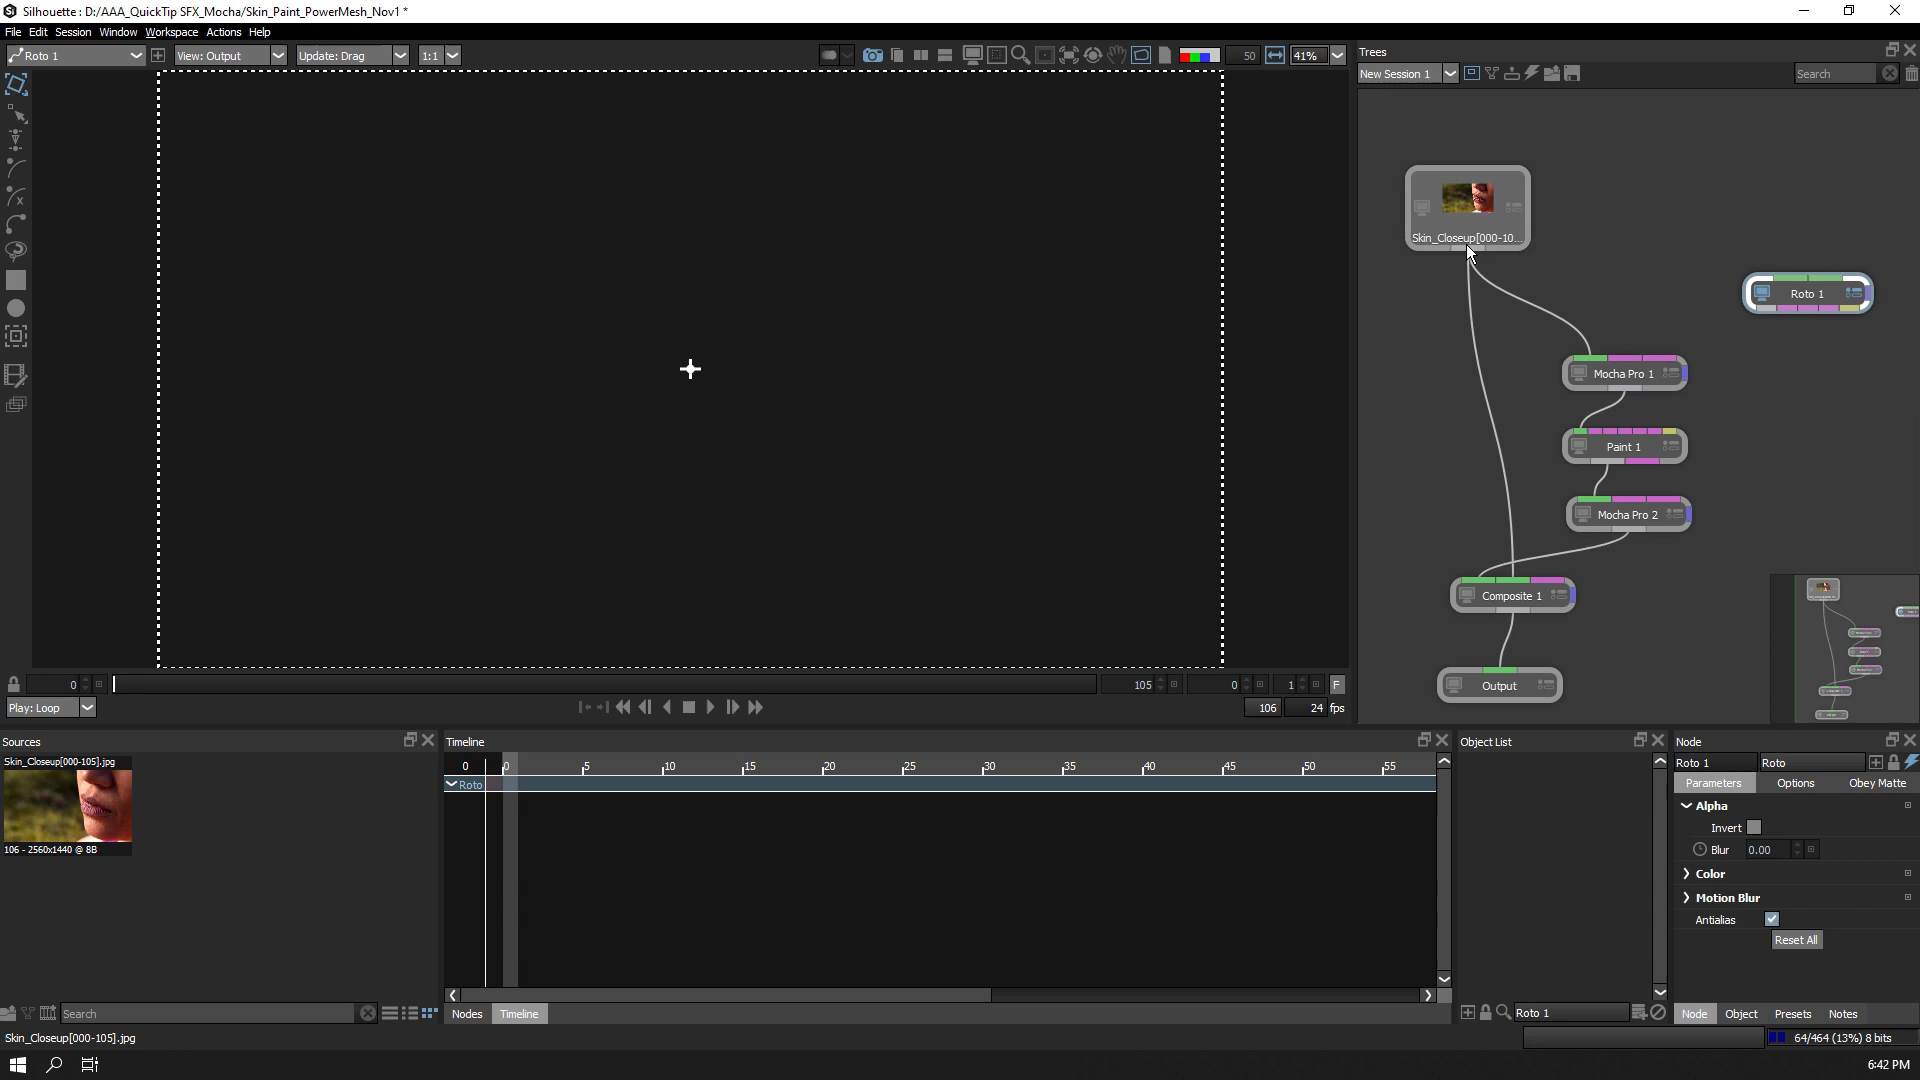 Silhouette : D:/AAA_QuickTip SFX_Mocha/Skin_Paint_PowerMesh_Nov1 *
File Edit Session Window Workspace Actions Help
Roto 1
View: Output
Update: Drag
1:1
50
41%
Trees
New Session 1
Search
Skin_Closeup[000-10...
Roto 1
Mocha Pro 1
Paint 1
Mocha Pro 2
Composite 1
Output
0
105
0
1
F
Play: Loop
106
24 fps
Sources
Skin_Closeup[000-105].jpg
106 - 2560x1440 @ 8B
Search
Skin_Closeup[000-105].jpg
Timeline
0 0 5 10 15 20 25 30 35 40 45 50 55
Roto
Nodes Timeline
Object List
Roto 1
Node
Roto 1 Roto
Parameters Options Obey Matte
Alpha
Invert
Blur 0.00
Color
Motion Blur
Antialias
Reset All
Node Object Presets Notes
64/464 (13%) 8 bits
6:42 PM